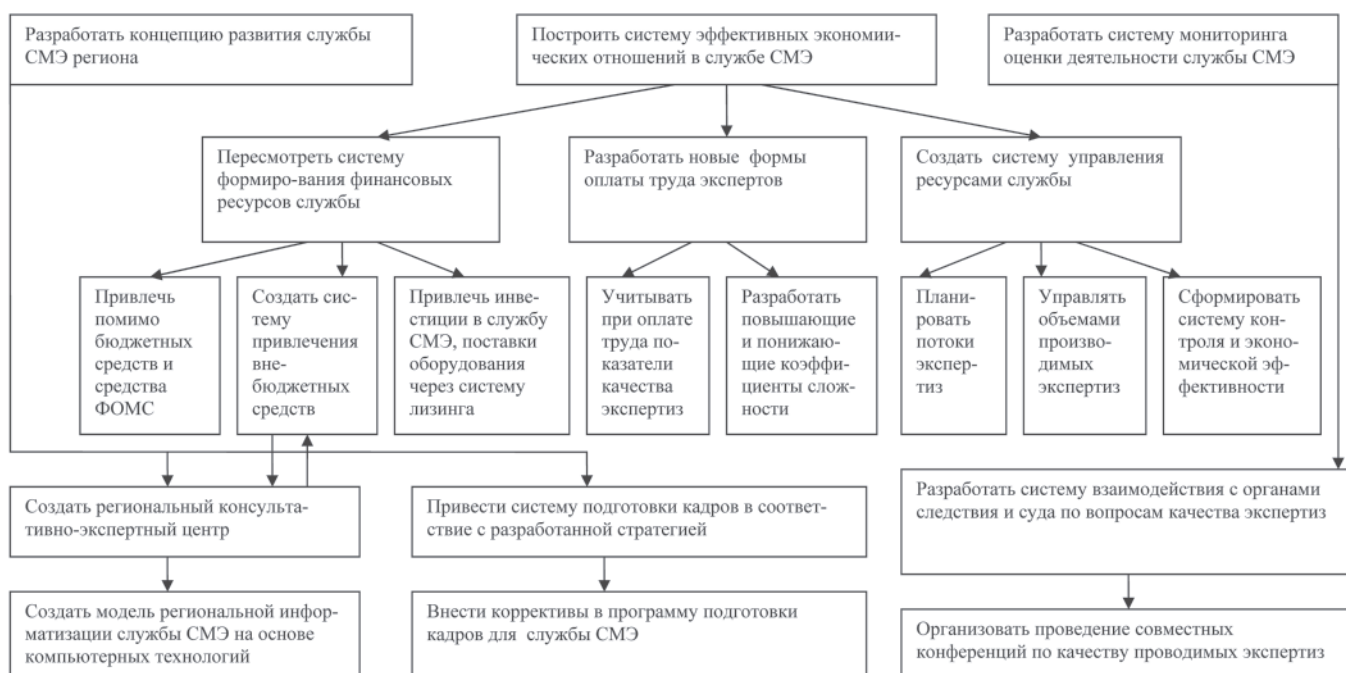 Разработать концепцию развития службы
СМЭ региона
Построить систему эффективных экономии-
ческих отношений в службе СМЭ
Разработать систему мониторинга
оценки деятельности службы СМЭ
Пересмотреть систему
формиро-вания финансовых
ресурсов службы
Разработать новые формы
оплаты труда экспертов
Создать систему управления
ресурсами службы
Привлечь
помимо
бюджетных
средств и
средства
ФОМС
Создать сис-
тему
привлечения
вне-
бюджетных
средств
Привлечь инве-
стиции в службу
СМЭ, поставки
оборудования
через систему
лизинга
Учитывать
при оплате
труда по-
казатели
качества
экспертиз
Разработать
повышающие
и понижаю-
щие коэффи-
циенты слож-
ности
Плани-
ровать
потоки
экспер-
тиз
Управлять
объемами
произво-
димых
экспертиз
Сформировать
систему кон-
троля и эконо-
мической эф-
фективности
Создать региональный консульта-
тивно-экспертный центр
Привести систему подготовки кадров в соответ-
ствие с разработанной стратегией
Разработать систему взаимодействия с органами
следствия и суда по вопросам качества экспертиз
Создать модель региональной инфор-
матизации службы СМЭ на основе
компьютерных технологий
Внести коррективы в программу подготовки
кадров для службы СМЭ
Организовать проведение совместных
конференций по качеству проводимых экспертиз